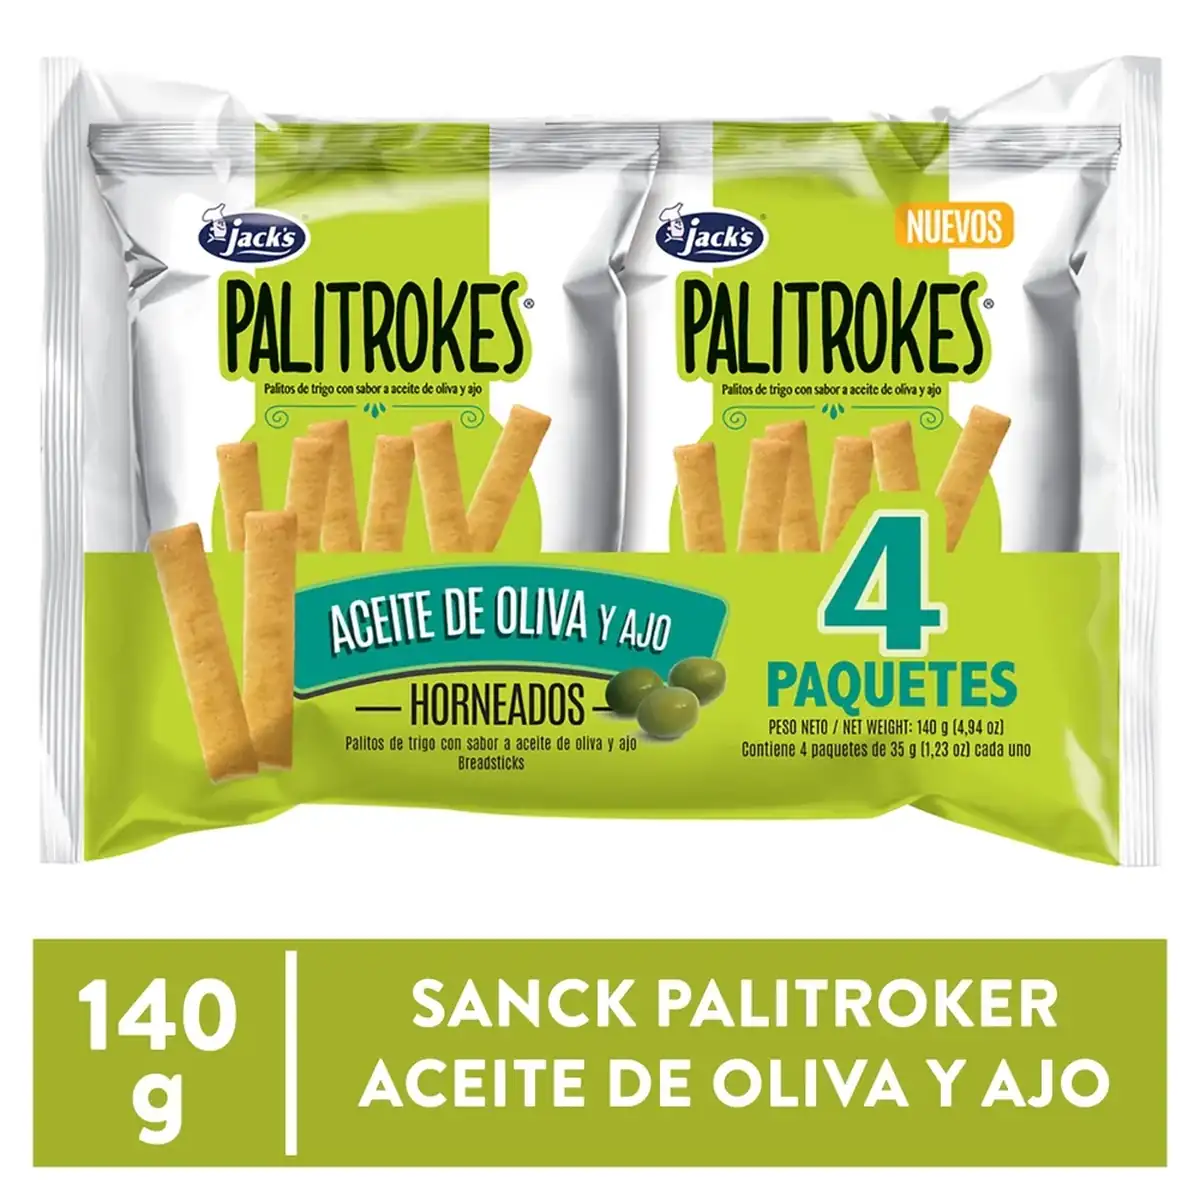 jack's
PALITROKES®
Palitos de trigo con sabor a aceite de oliva y ajo
jack's
NUEVOS
PALITROKES®
Palitos de trigo con sabor a aceite de oliva y ajo
ACEITE DE OLIVA Y AJO
HORNEADOS
Palitos de trigo con sabor a aceite de oliva y ajo
Breadsticks
4
PAQUETES
PESO NETO / NET WEIGHT: 140 g (4,94 oz)
Contiene 4 paquetes de 35 g (1,23 oz) cada uno
140
g
SANCK PALITROKER
ACEITE DE OLIVA Y AJO